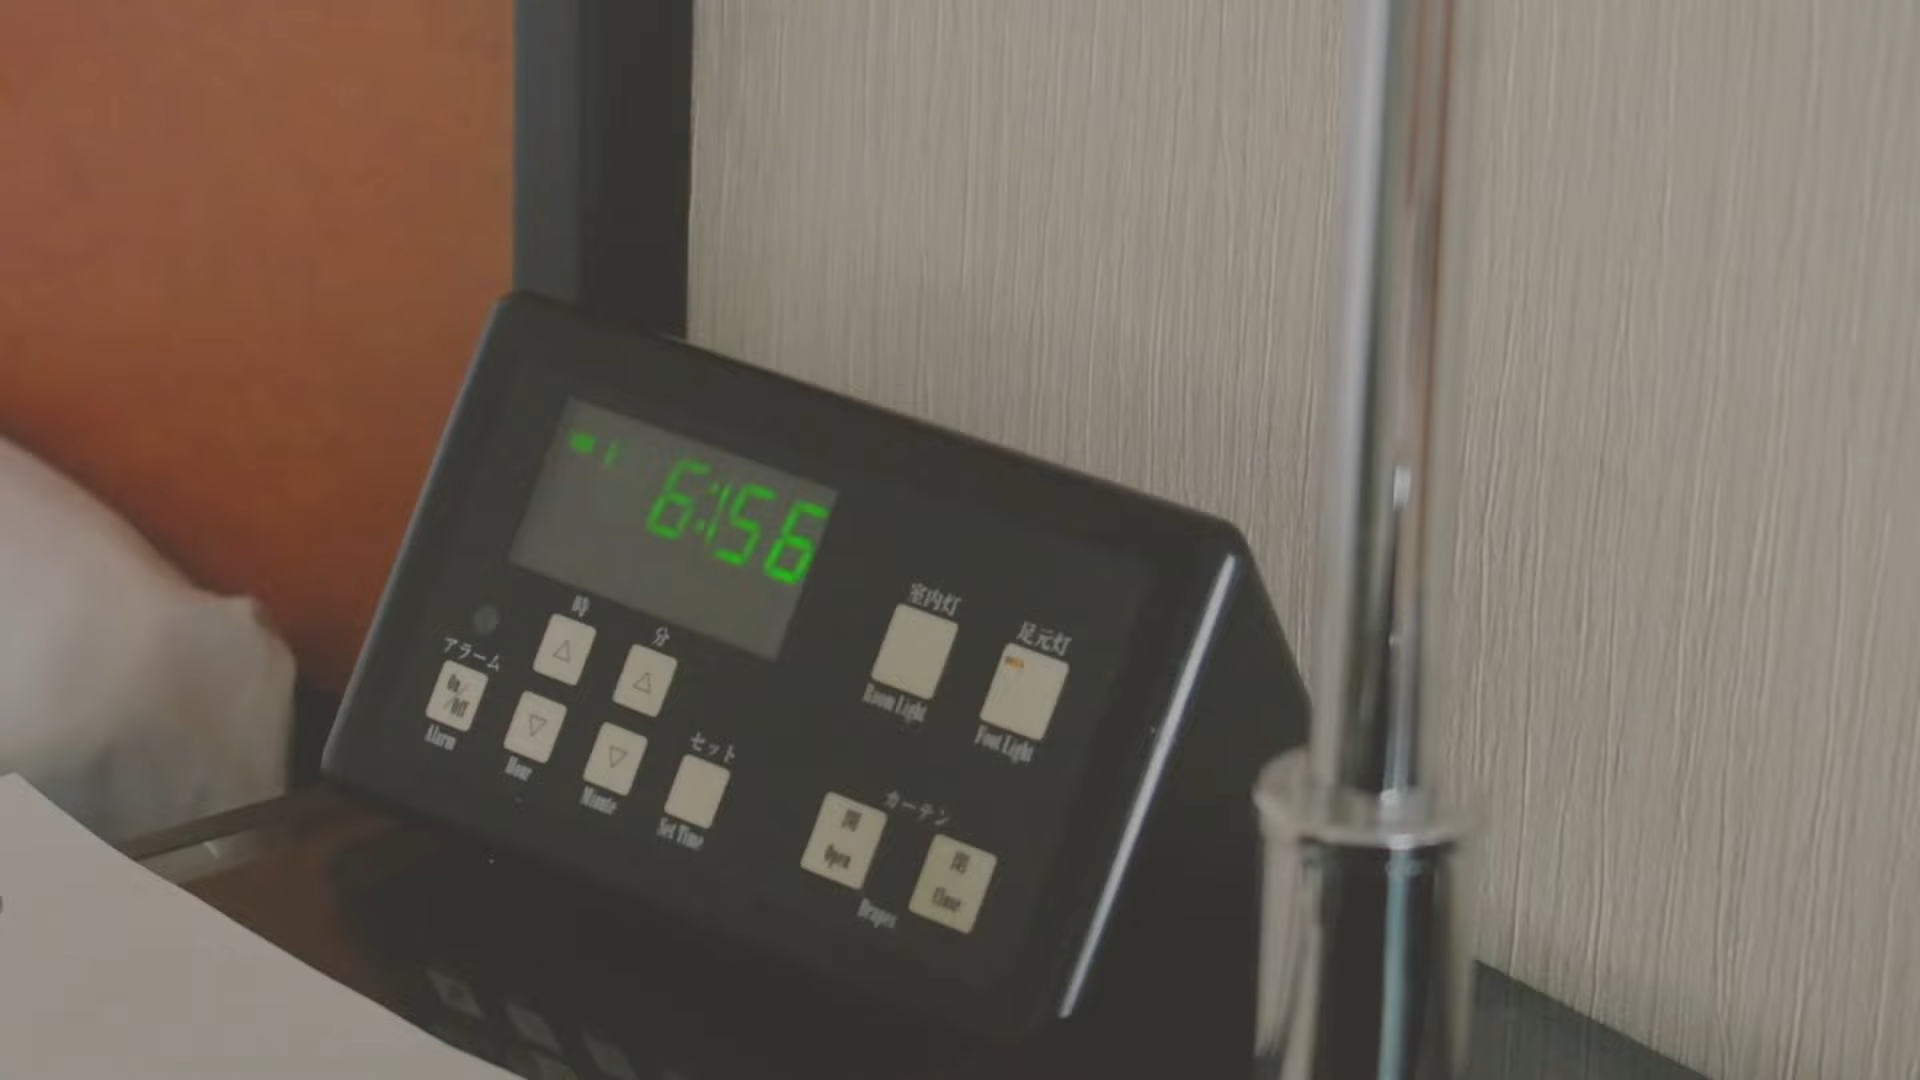 6:56
時
分
アラーム
On/
/Off
Alarm
Hour
Minute
セット
Set Time
室内灯
Room Light
足元灯
Foot Light
カーテン
開
Open
閉
Close
Drapes